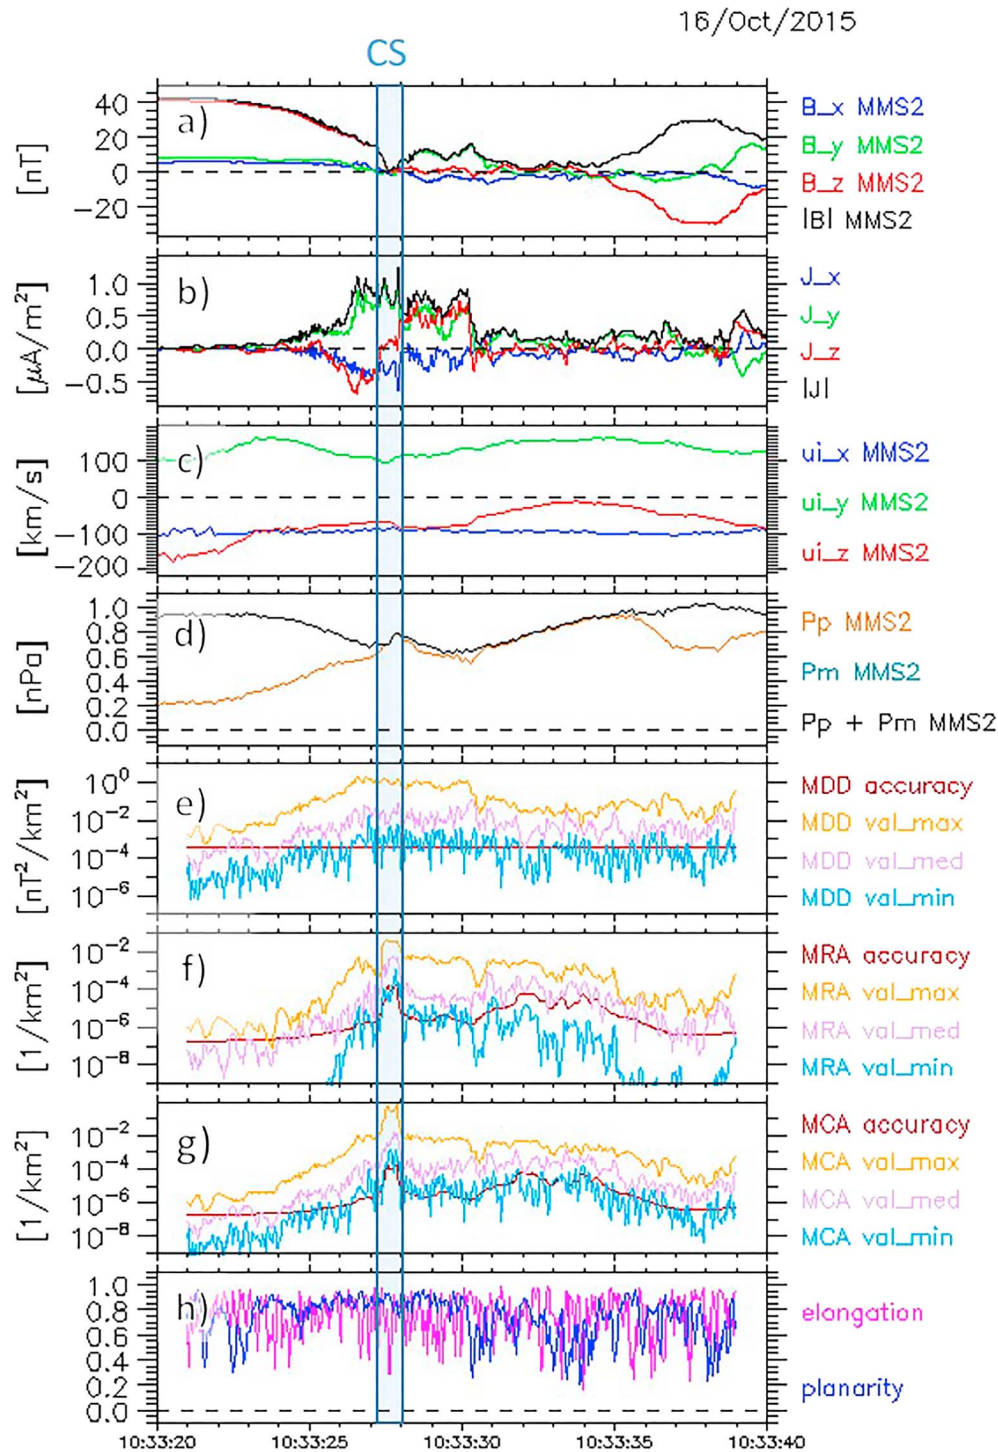 16/Oct/2015
CS
a)
[nT]
40
20
0
−20
B_x MMS2
B_y MMS2
B_z MMS2
|B| MMS2
b)
[μA/m²]
1.0
0.5
0.0
−0.5
J_x
J_y
J_z
|J|
c)
[km/s]
100
0
−100
−200
ui_x MMS2
ui_y MMS2
ui_z MMS2
d)
[nPa]
1.0
0.8
0.6
0.4
0.2
0.0
Pp MMS2
Pm MMS2
Pp + Pm MMS2
e)
[nT²/km²]
10⁰
10⁻²
10⁻⁴
10⁻⁶
MDD accuracy
MDD val_max
MDD val_med
MDD val_min
f)
[1/km²]
10⁻²
10⁻⁴
10⁻⁶
10⁻⁸
MRA accuracy
MRA val_max
MRA val_med
MRA val_min
g)
[1/km²]
10⁻²
10⁻⁴
10⁻⁶
10⁻⁸
MCA accuracy
MCA val_max
MCA val_med
MCA val_min
h)
1.0
0.8
0.6
0.4
0.2
0.0
elongation
planarity
10:33:20 10:33:25 10:33:30 10:33:35 10:33:40